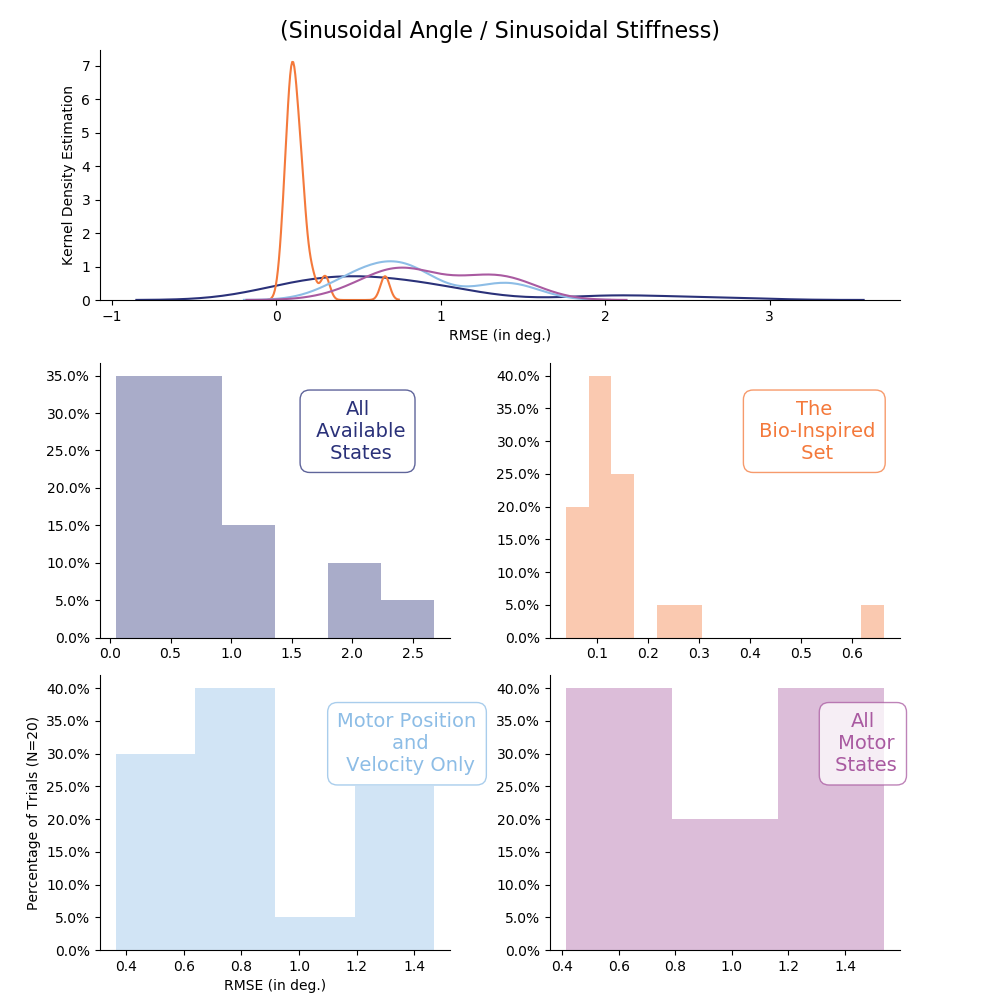 (Sinusoidal Angle / Sinusoidal Stiffness)
7
6
5
4
3
2
1
0
Kernel Density Estimation
−1 0 1 2 3
RMSE (in deg.)
35.0%
30.0%
25.0%
20.0%
15.0%
10.0%
5.0%
0.0%
All
Available
States
0.0 0.5 1.0 1.5 2.0 2.5
40.0%
35.0%
30.0%
25.0%
20.0%
15.0%
10.0%
5.0%
0.0%
The
Bio-Inspired
Set
0.1 0.2 0.3 0.4 0.5 0.6
Percentage of Trials (N=20)
40.0%
35.0%
30.0%
25.0%
20.0%
15.0%
10.0%
5.0%
0.0%
Motor Position
and
Velocity Only
0.4 0.6 0.8 1.0 1.2 1.4
RMSE (in deg.)
40.0%
35.0%
30.0%
25.0%
20.0%
15.0%
10.0%
5.0%
0.0%
All
Motor
States
0.4 0.6 0.8 1.0 1.2 1.4